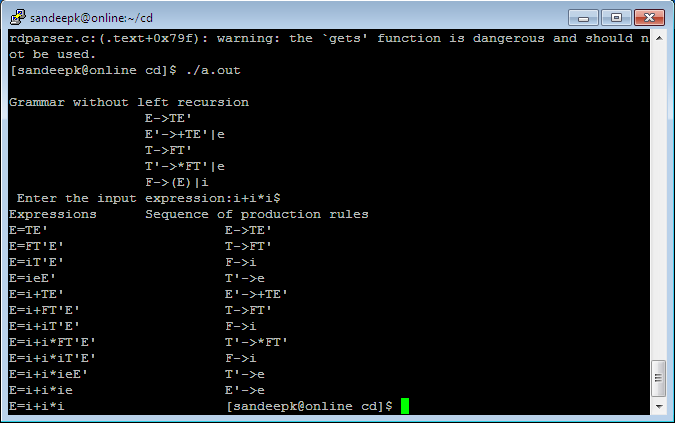 sandeepk@online:~/cd
rdparser.c:(.text+0x79f): warning: the `gets' function is dangerous and should n
ot be used.
[sandeepk@online cd]$ ./a.out
Grammar without left recursion
E->TE'
E'->+TE'|e
T->FT'
T'->*FT'|e
F->(E)|i
Enter the input expression:i+i*i$
Expressions Sequence of production rules
E=TE' E->TE'
E=FT'E' T->FT'
E=iT'E' F->i
E=ieE' T'->e
E=i+TE' E'->+TE'
E=i+FT'E' T->FT'
E=i+iT'E' F->i
E=i+i*FT'E' T'->*FT'
E=i+i*iT'E' F->i
E=i+i*ieE' T'->e
E=i+i*ie E'->e
E=i+i*i [sandeepk@online cd]$